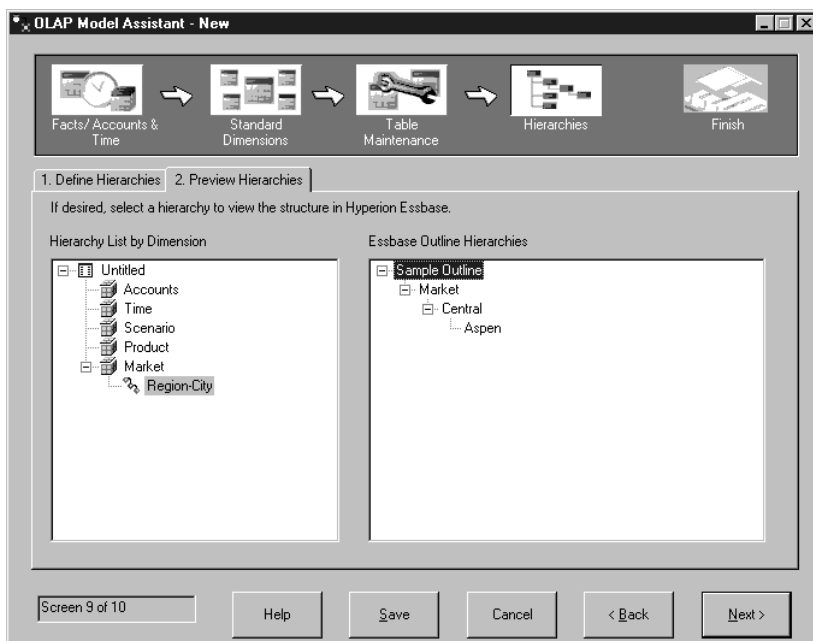 OLAP Model Assistant - New
Facts/ Accounts & Time
Standard Dimensions
Table Maintenance
Hierarchies
Finish
1. Define Hierarchies
2. Preview Hierarchies
If desired, select a hierarchy to view the structure in Hyperion Essbase.
Hierarchy List by Dimension
Untitled
Accounts
Time
Scenario
Product
Market
Region-City
Essbase Outline Hierarchies
Sample Outline
Market
Central
Aspen
Screen 9 of 10
Help
Save
Cancel
< Back
Next >